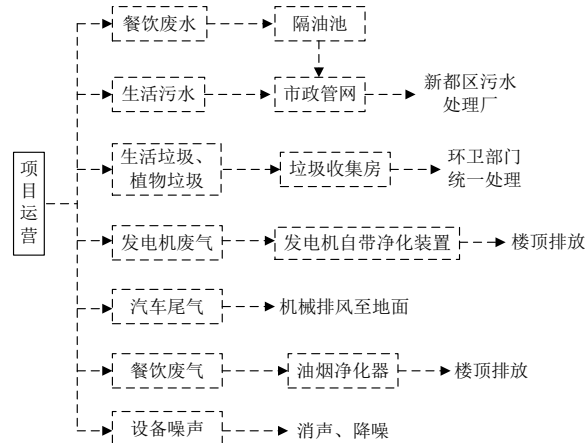 餐饮废水
隔油池
生活污水
市政管网
新都区污水
处理厂
生活垃圾、
植物垃圾
垃圾收集房
环卫部门
统一处理
项目运营
发电机废气
发电机自带净化装置
楼顶排放
汽车尾气
机械排风至地面
餐饮废气
油烟净化器
楼顶排放
设备噪声
消声、降噪